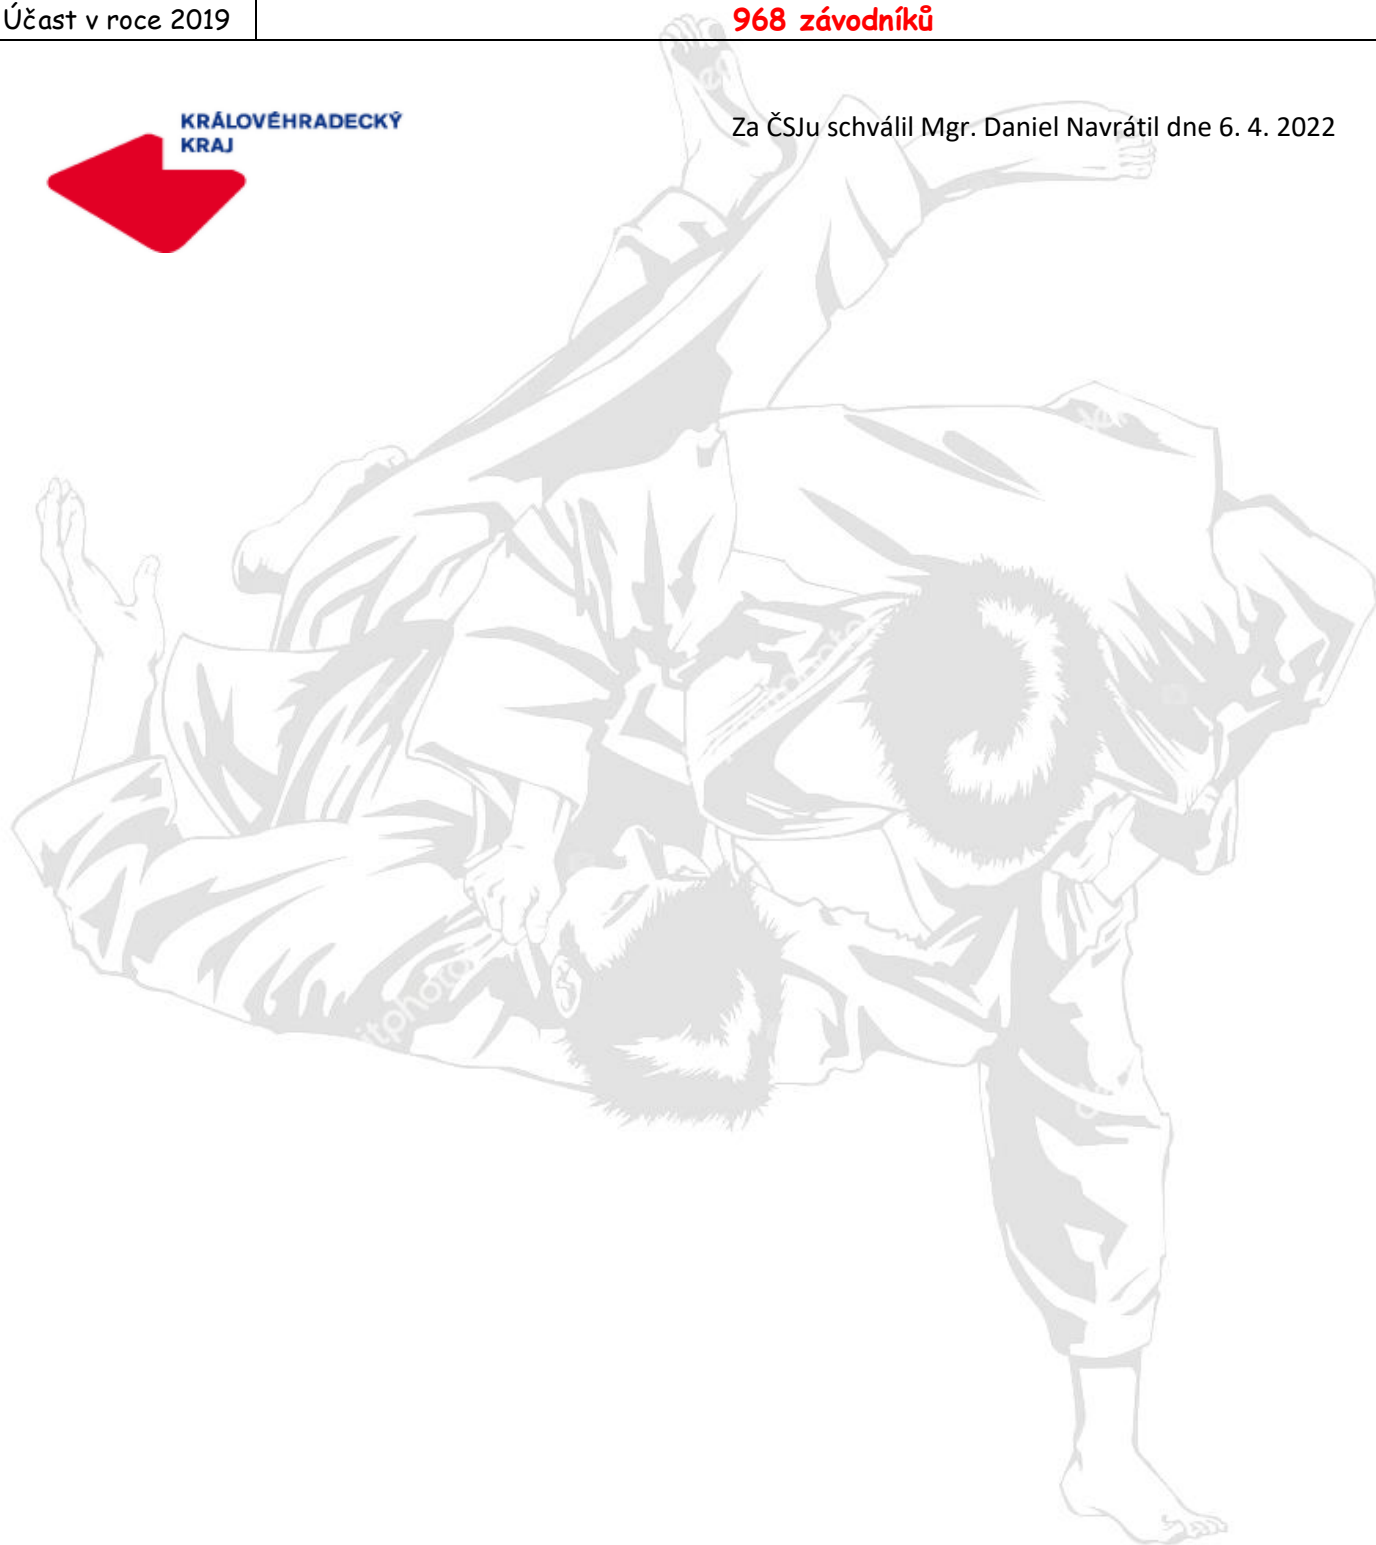 Účast v roce 2019 968 závodníků
KRÁLOVÉHRADECKÝ
KRAJ
Za ČSJu schválil Mgr. Daniel Navrátil dne 6. 4. 2022